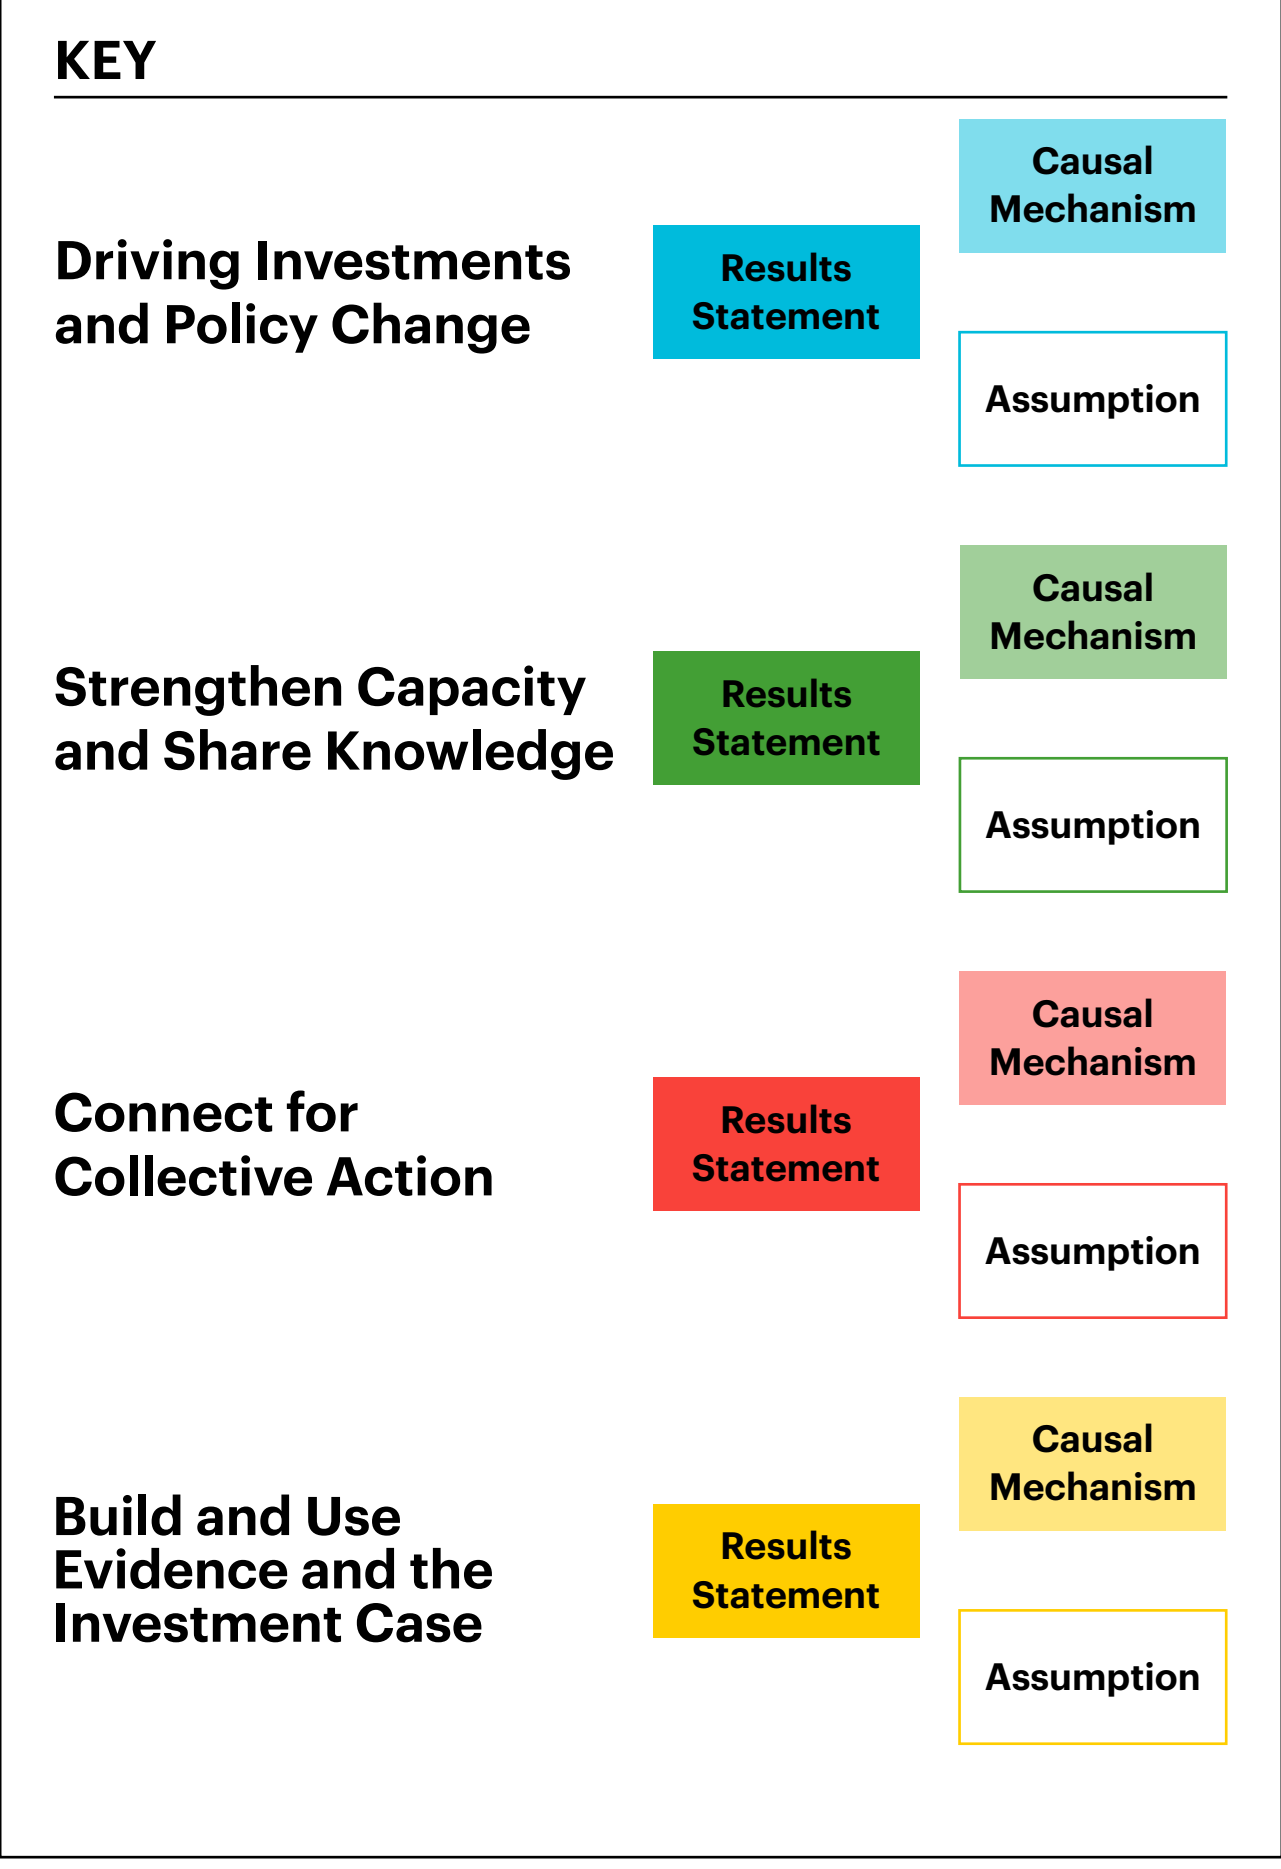 KEY
Driving Investments
and Policy Change
Results
Statement
Causal
Mechanism
Assumption
Strengthen Capacity
and Share Knowledge
Results
Statement
Causal
Mechanism
Assumption
Connect for
Collective Action
Results
Statement
Causal
Mechanism
Assumption
Build and Use
Evidence and the
Investment Case
Results
Statement
Causal
Mechanism
Assumption